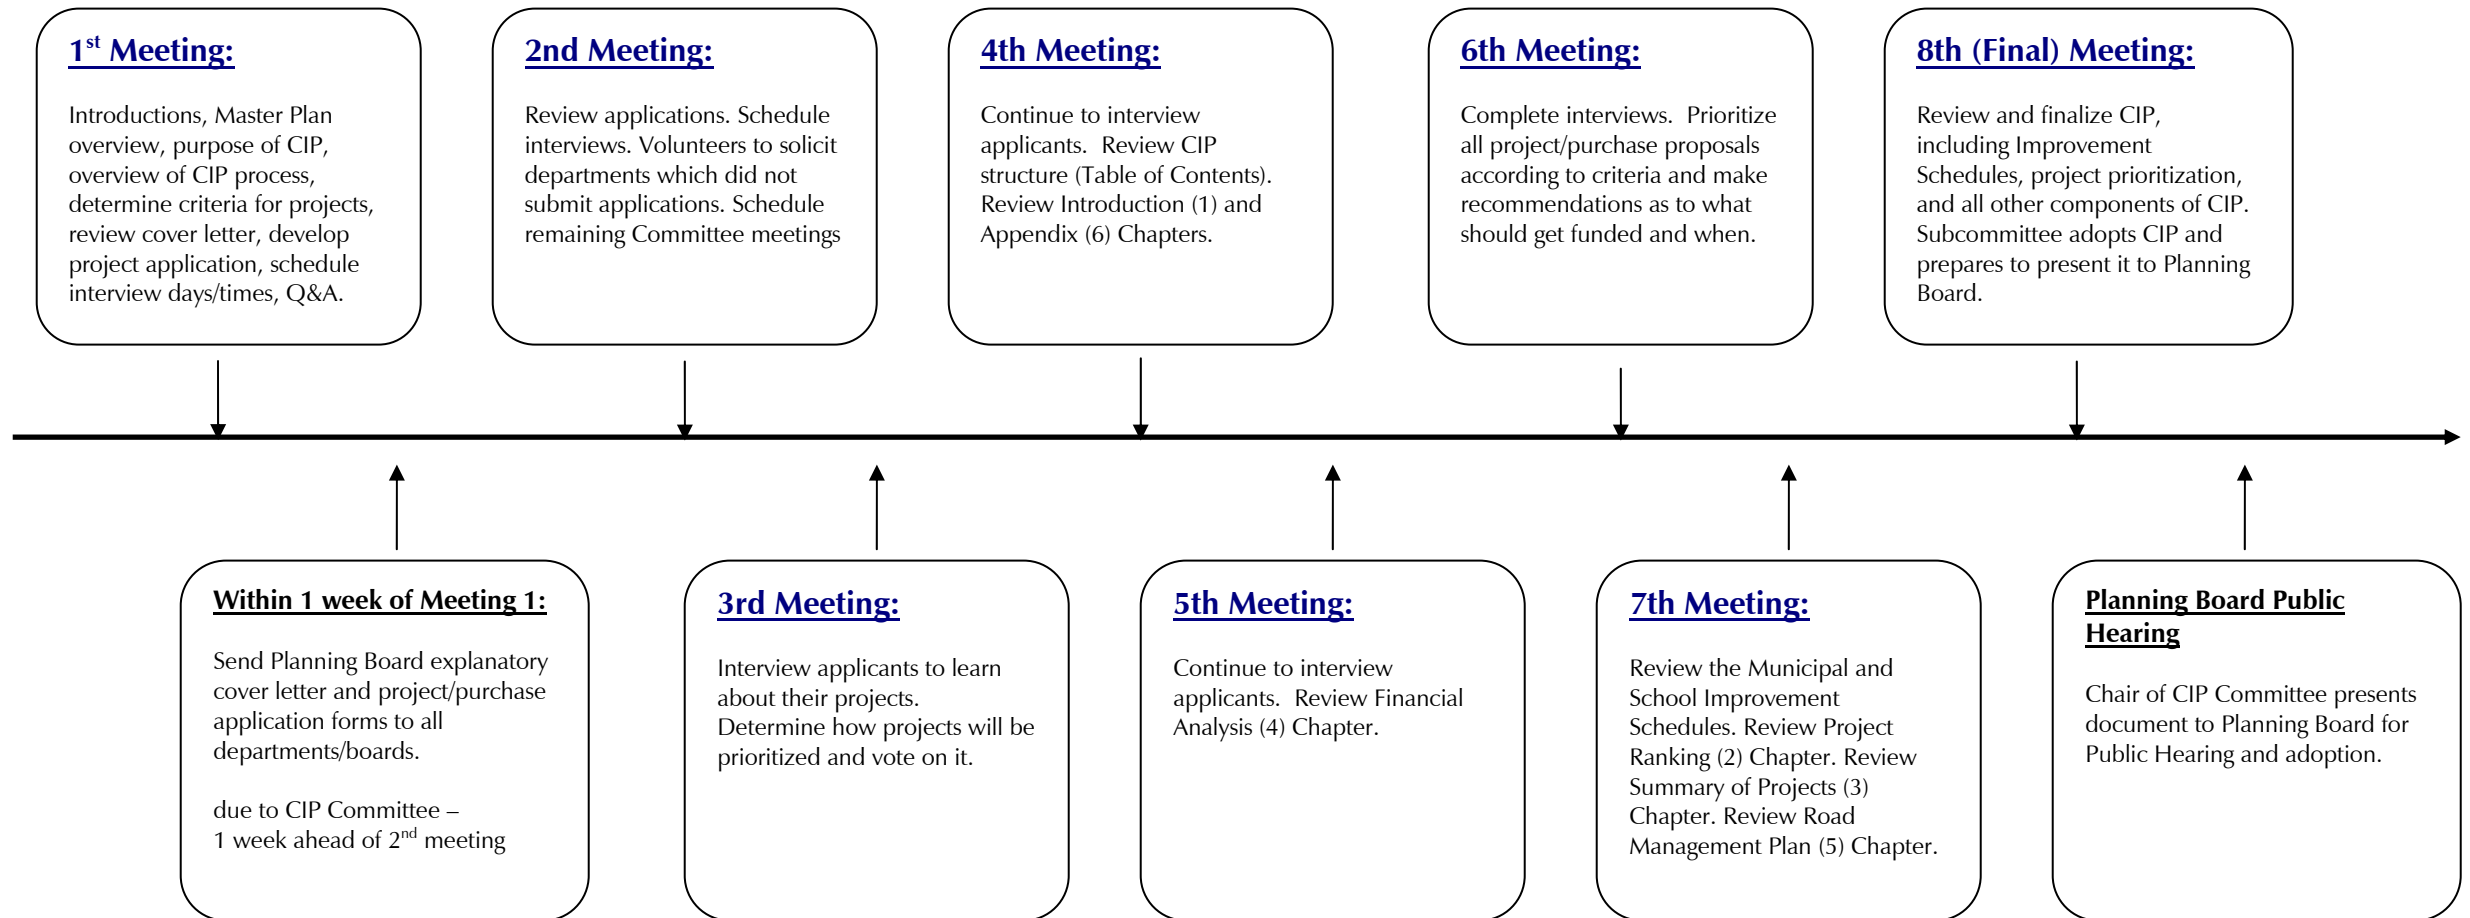 1st Meeting:
Introductions, Master Plan
overview, purpose of CIP,
overview of CIP process,
determine criteria for projects,
review cover letter, develop
project application, schedule
interview days/times, Q&A.
2nd Meeting:
Review applications. Schedule
interviews. Volunteers to solicit
departments which did not
submit applications. Schedule
remaining Committee meetings
4th Meeting:
Continue to interview
applicants.  Review CIP
structure (Table of Contents).
Review Introduction (1) and
Appendix (6) Chapters.
6th Meeting:
Complete interviews.  Prioritize
all project/purchase proposals
according to criteria and make
recommendations as to what
should get funded and when.
8th (Final) Meeting:
Review and finalize CIP,
including Improvement
Schedules, project prioritization,
and all other components of CIP.
Subcommittee adopts CIP and
prepares to present it to Planning
Board.
Within 1 week of Meeting 1:
Send Planning Board explanatory
cover letter and project/purchase
application forms to all
departments/boards.
due to CIP Committee –
1 week ahead of 2nd meeting
3rd Meeting:
Interview applicants to learn
about their projects.
Determine how projects will be
prioritized and vote on it.
5th Meeting:
Continue to interview
applicants.  Review Financial
Analysis (4) Chapter.
7th Meeting:
Review the Municipal and
School Improvement
Schedules. Review Project
Ranking (2) Chapter. Review
Summary of Projects (3)
Chapter. Review Road
Management Plan (5) Chapter.
Planning Board Public
Hearing
Chair of CIP Committee presents
document to Planning Board for
Public Hearing and adoption.